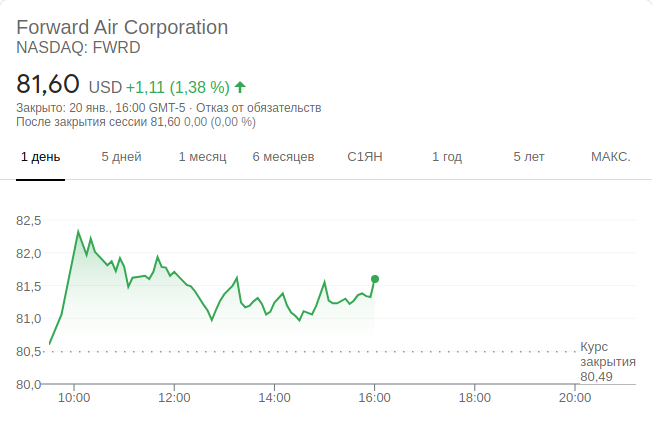 Forward Air Corporation
NASDAQ: FWRD
81,60 USD +1,11 (1,38 %)
Закрыто: 20 янв., 16:00 GMT-5 · Отказ от обязательств
После закрытия сессии 81,60 0,00 (0,00 %)
1 день 5 дней 1 месяц 6 месяцев С1ЯН 1 год 5 лет МАКС.
82,5
82,0
81,5
81,0
80,5
Курс
закрытия
80,49
80,0
10:00 12:00 14:00 16:00 18:00 20:00